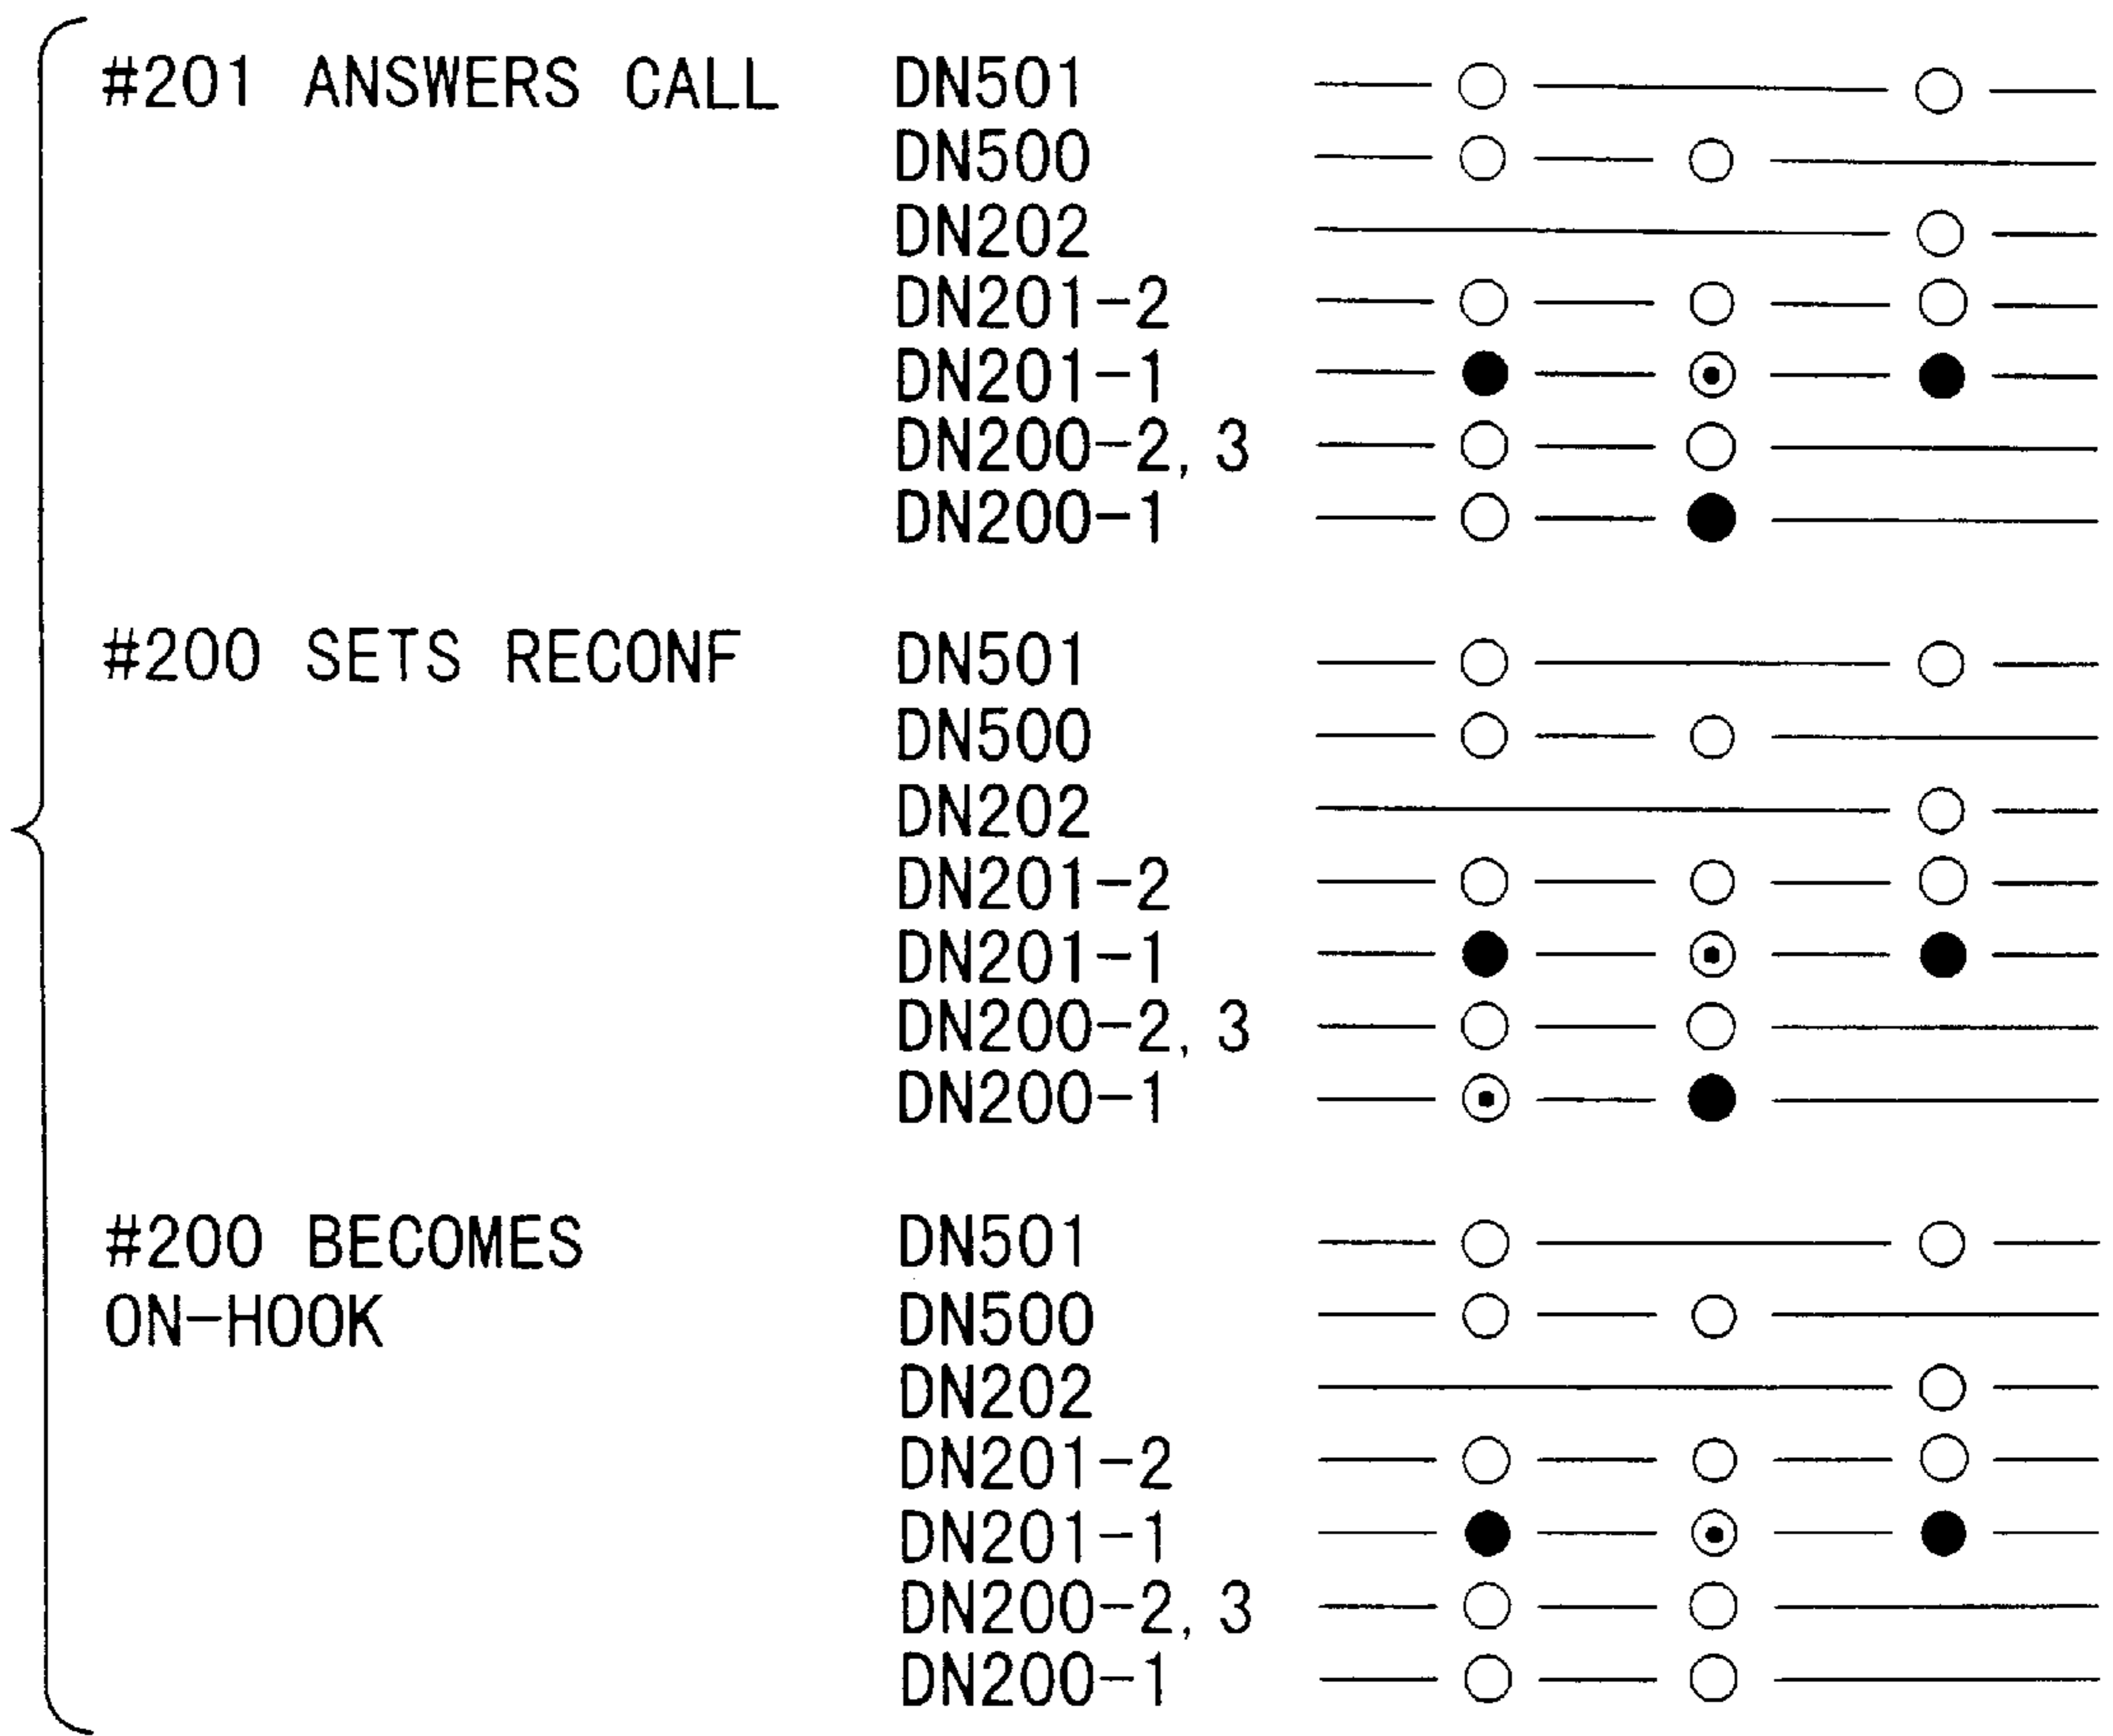 #201 ANSWERS CALL DN501
DN500
DN202
DN201-2
DN201-1
DN200-2, 3
DN200-1
#200 SETS RECONF DN501
DN500
DN202
DN201-2
DN201-1
DN200-2, 3
DN200-1
#200 BECOMES DN501
ON-HOOK DN500
DN202
DN201-2
DN201-1
DN200-2, 3
DN200-1